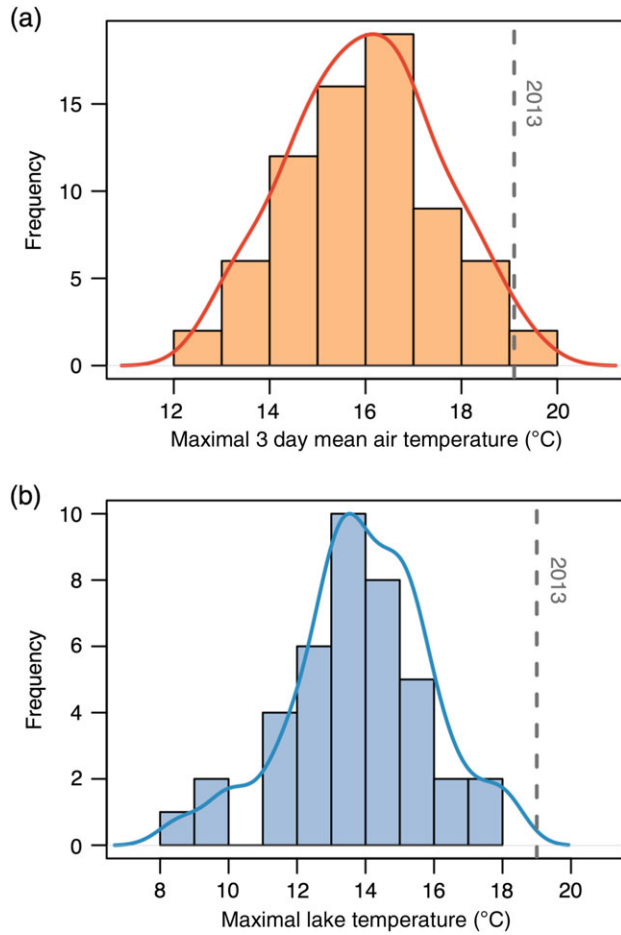 (a)
Frequency
15
10
5
0
2013
12 14 16 18 20
Maximal 3 day mean air temperature (°C)
(b)
Frequency
10
8
6
4
2
0
2013
8 10 12 14 16 18 20
Maximal lake temperature (°C)